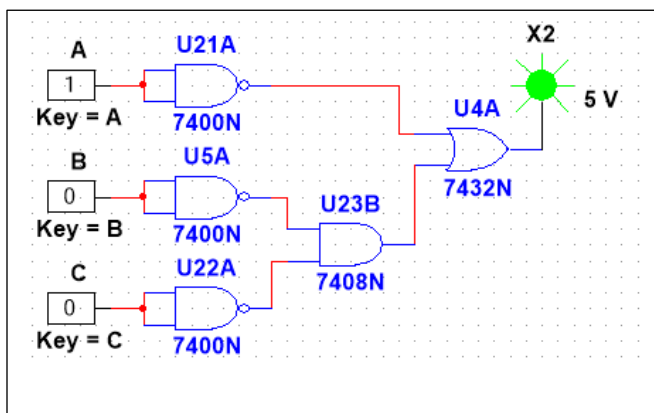 A
1
Key = A
U21A
7400N
B
0
Key = B
U5A
7400N
C
0
Key = C
U22A
7400N
U23B
7408N
U4A
7432N
X2
5 V